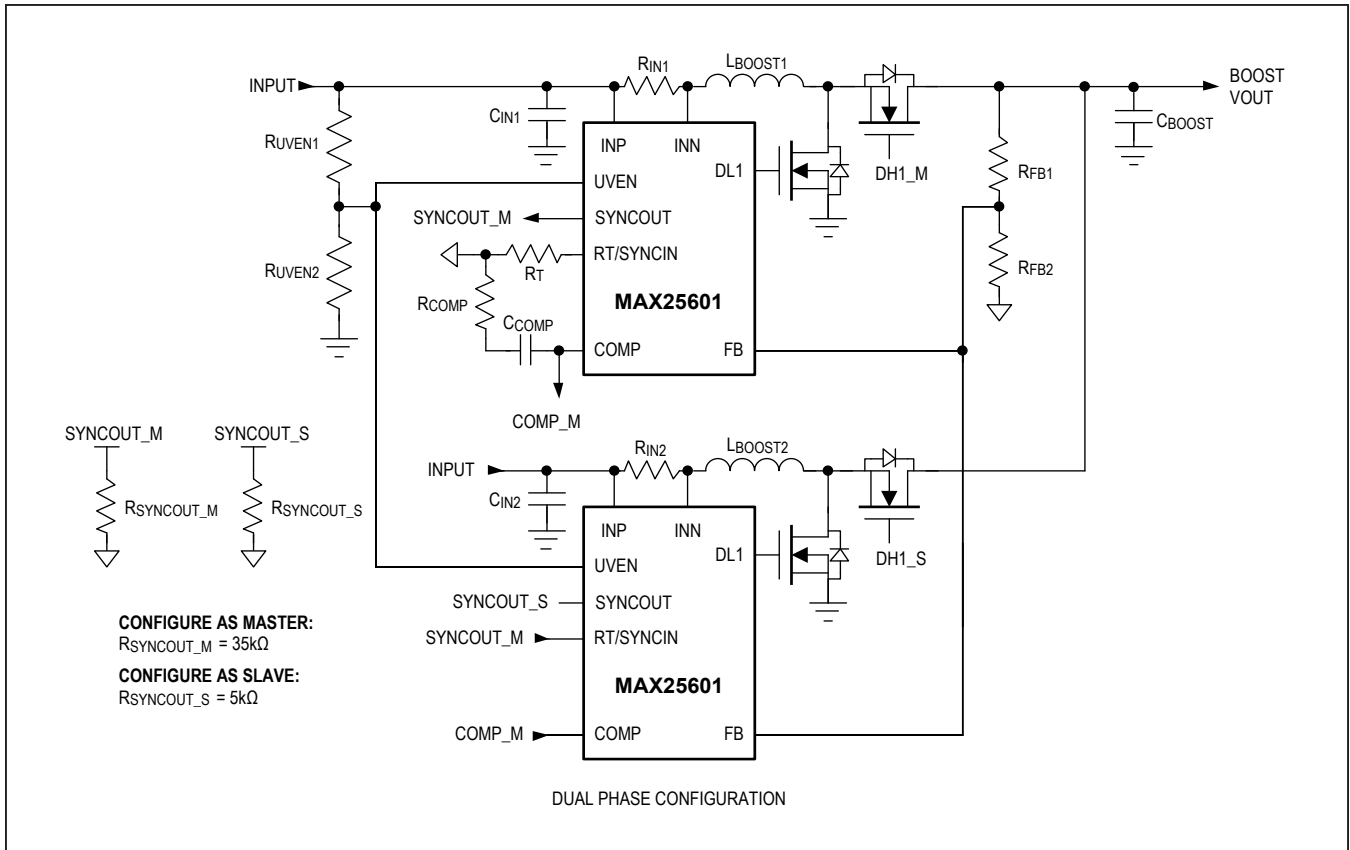 INPUT
RIN1
LBOOST1
BOOST
VOUT
CIN1
CBOOST
RUVEN1
INP
INN
DL1
DH1_M
RFB1
UVEN
SYNCOUT_M
SYNCOUT
RT/SYNCIN
RT
RUVEN2
RFB2
RCOMP
MAX25601
CCOMP
COMP
FB
COMP_M
SYNCOUT_M
SYNCOUT_S
RSYNCOUT_M
RSYNCOUT_S
INPUT
RIN2
LBOOST2
CIN2
INP
INN
DL1
DH1_S
UVEN
SYNCOUT_S
SYNCOUT
SYNCOUT_M
RT/SYNCIN
MAX25601
COMP_M
COMP
FB
CONFIGURE AS MASTER:
RSYNCOUT_M = 35kΩ
CONFIGURE AS SLAVE:
RSYNCOUT_S = 5kΩ
DUAL PHASE CONFIGURATION